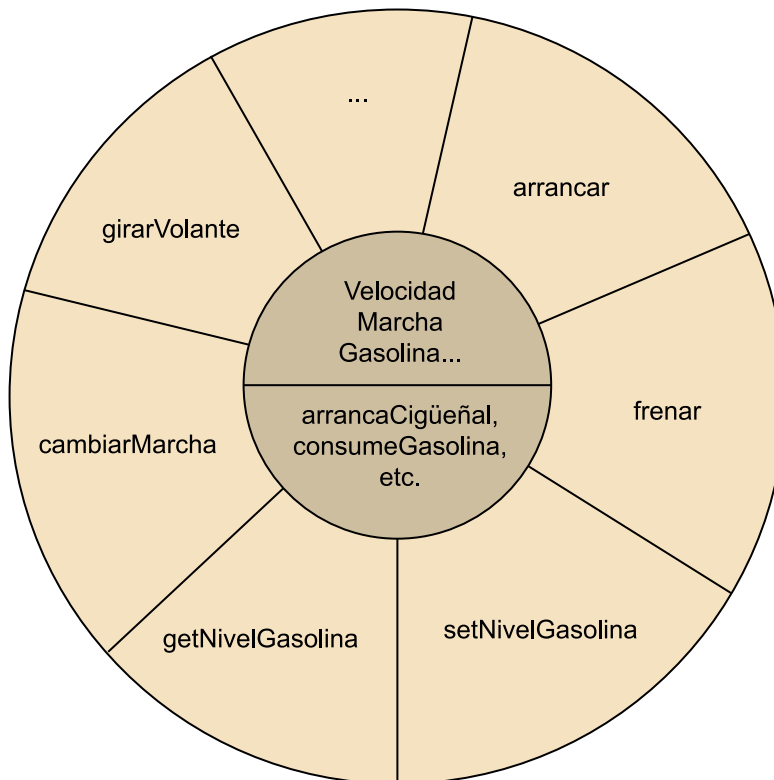 ...
arrancar
girarVolante
Velocidad
Marcha
Gasolina...
frenar
arrancaCigüeñal,
consumeGasolina,
etc.
cambiarMarcha
getNivelGasolina
setNivelGasolina